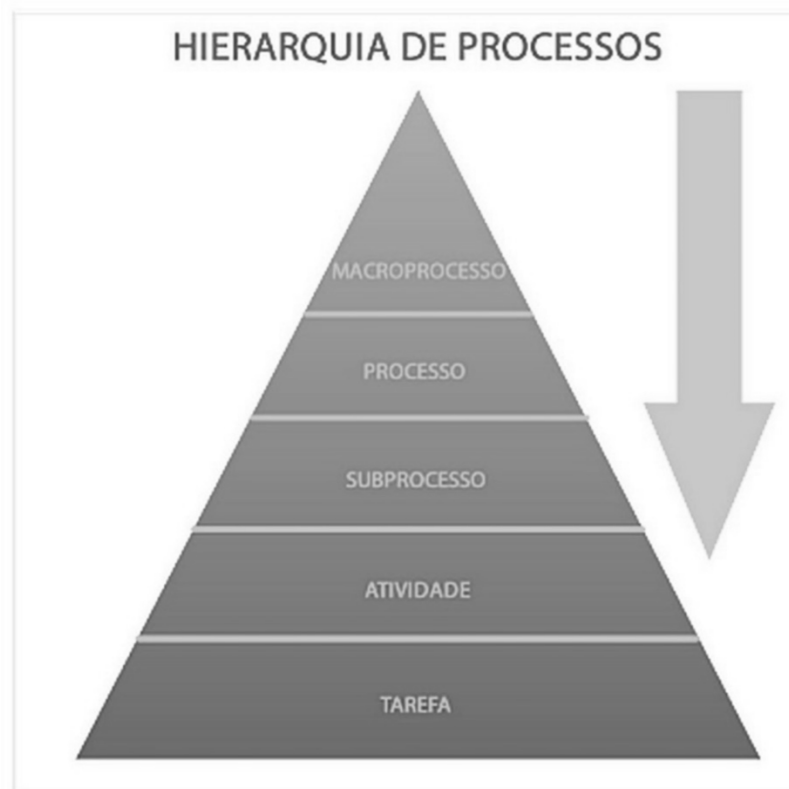 HIERARQUIA DE PROCESSOS
MACROPROCESSO
PROCESSO
SUBPROCESSO
ATIVIDADE
TAREFA